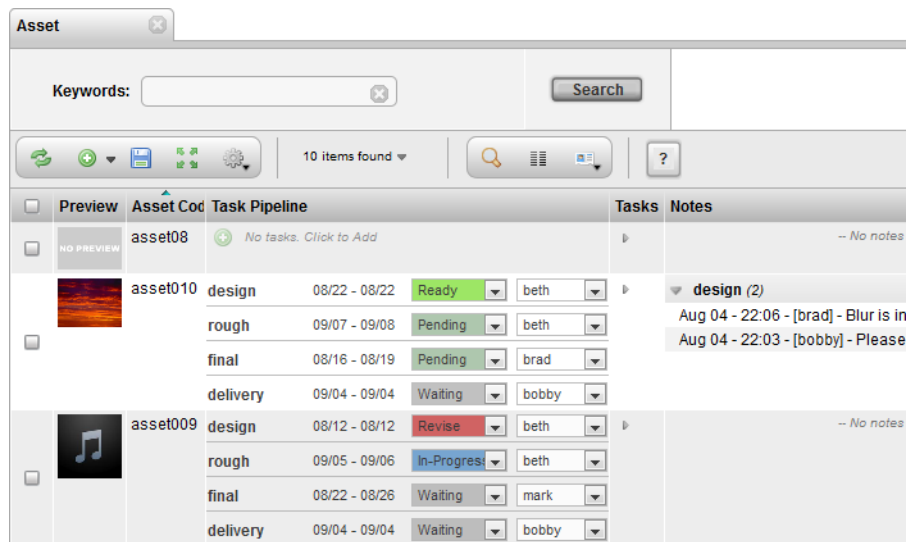 Asset
Keywords:
Search
10 items found
?
Preview Asset Cod Task Pipeline Tasks Notes
NO PREVIEW asset08 No tasks. Click to Add -- No notes
asset010 design 08/22 - 08/22 Ready beth design (2)
rough 09/07 - 09/08 Pending beth Aug 04 - 22:06 - [brad] - Blur is in
final 08/16 - 08/19 Pending brad Aug 04 - 22:03 - [bobby] - Please
delivery 09/04 - 09/04 Waiting bobby
asset009 design 08/12 - 08/12 Revise beth -- No notes
rough 09/05 - 09/06 In-Progress beth
final 08/22 - 08/26 Waiting mark
delivery 09/04 - 09/04 Waiting bobby